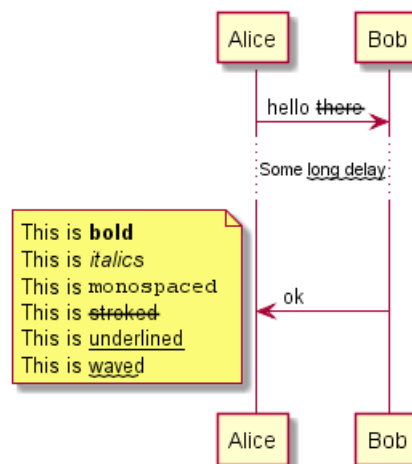 Alice Bob
hello there
Some long delay
This is bold
This is italics
This is monospaced
This is stroked
This is underlined
This is waved
ok
Alice Bob